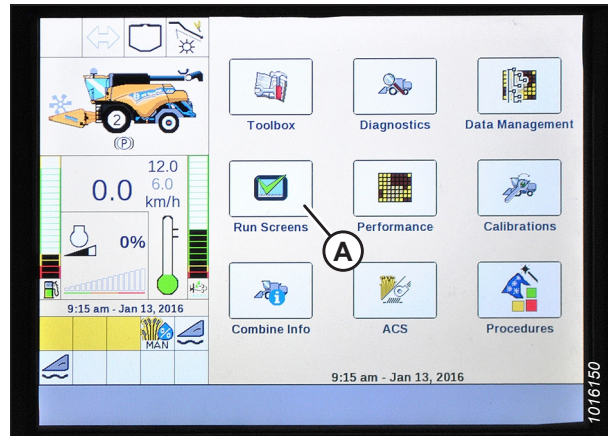 2
(P)
12.0
0.0 6.0
km/h
0%
9:15 am - Jan 13, 2016
MAN
Toolbox Diagnostics Data Management
Run Screens Performance Calibrations
A
Combine Info ACS Procedures
9:15 am - Jan 13, 2016
1016150